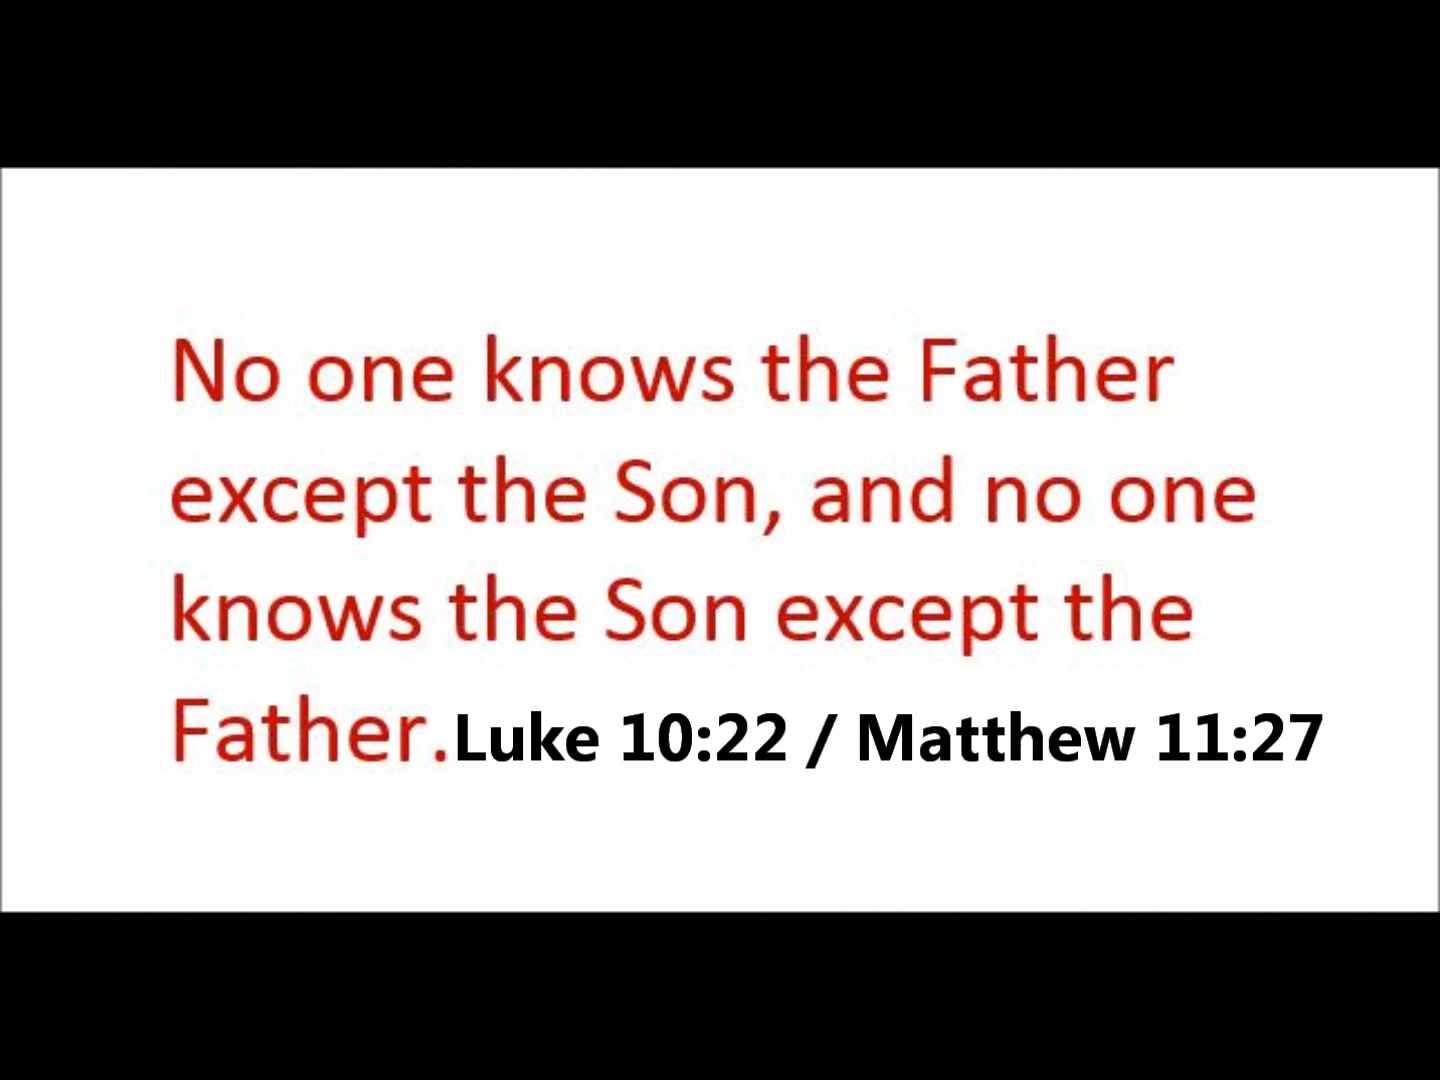 No one knows the Father
except the Son, and no one
knows the Son except the
Father.Luke 10:22 / Matthew 11:27